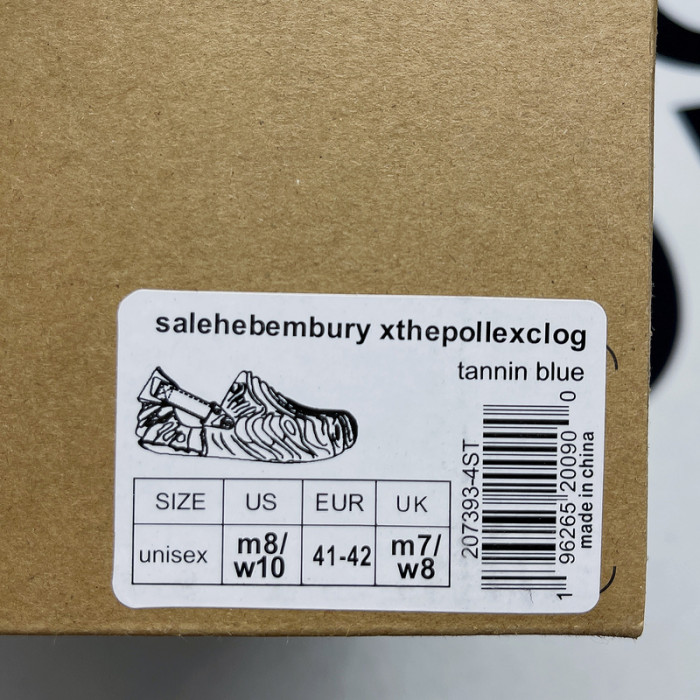 salehebembury xthepollexclog
tannin blue
SIZE US EUR UK
unisex m8/ w10 41-42 m7/ w8
207393-4ST
1 96265 20090 0
made in china